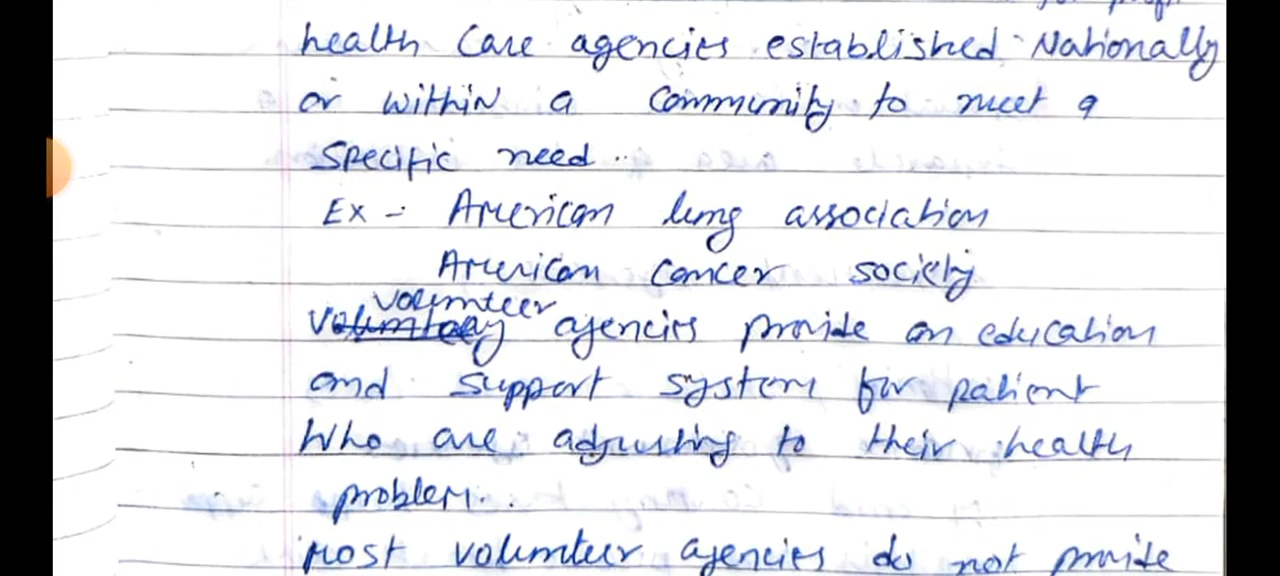 health Care agencies established Nationally
or within a Community to meet a
specific need ..
Ex - American lung association
American Cancer society
volunteer
agencies provide an education
and support system for patient
Who are adjusting to their health
problem..
Most volunteer agencies do not provide